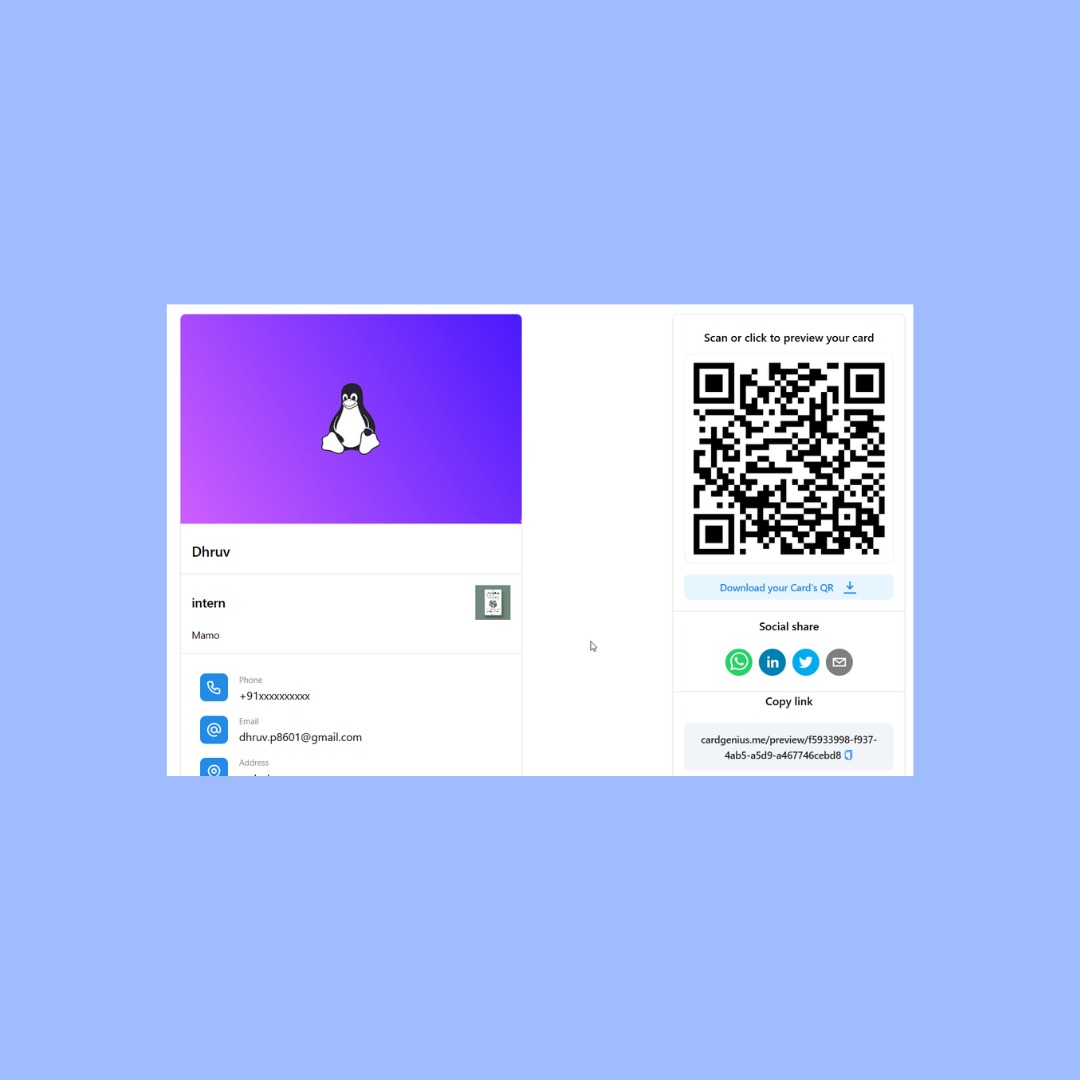 Dhruv
intern
Mamo
Phone
+91xxxxxxxxxx
Email
dhruv.p8601@gmail.com
Address
Scan or click to preview your card
Download your Card's QR
Social share
in
Copy link
cardgenius.me/preview/f5933998-f937-
4ab5-a5d9-a467746cebd8